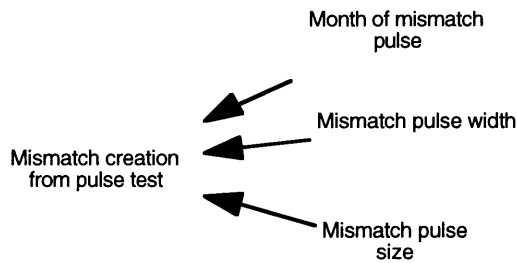 Month of mismatch
pulse
Mismatch pulse width
Mismatch creation
from pulse test
Mismatch pulse
size